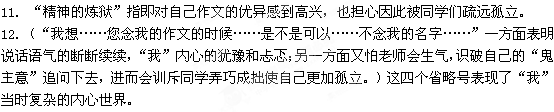 11. “精神的炼狱”指即对自己作文的优异感到高兴，也担心因此被同学们疏远孤立。
12. （“我想……您念我的作文的时候……是不是可以……不念我的名字……”一方面表明
说话语气的断断续续，“我”内心的犹豫和忐忑；另一方面又怕老师会生气，识破自己的“鬼
主意”追问下去，进而会训斥同学弄巧成拙使自己更加孤立。）这四个省略号表现了“我”
当时复杂的内心世界。